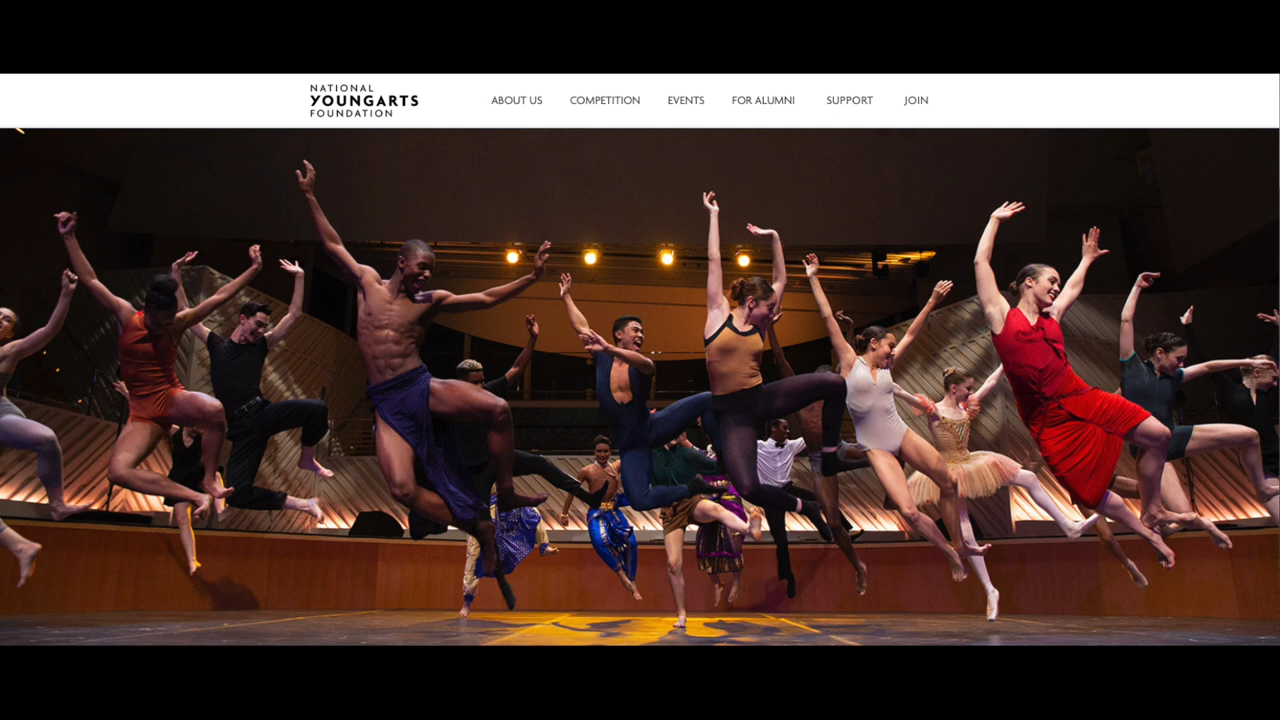 NATIONAL
YOUNGARTS
FOUNDATION
ABOUT US COMPETITION EVENTS FOR ALUMNI SUPPORT JOIN